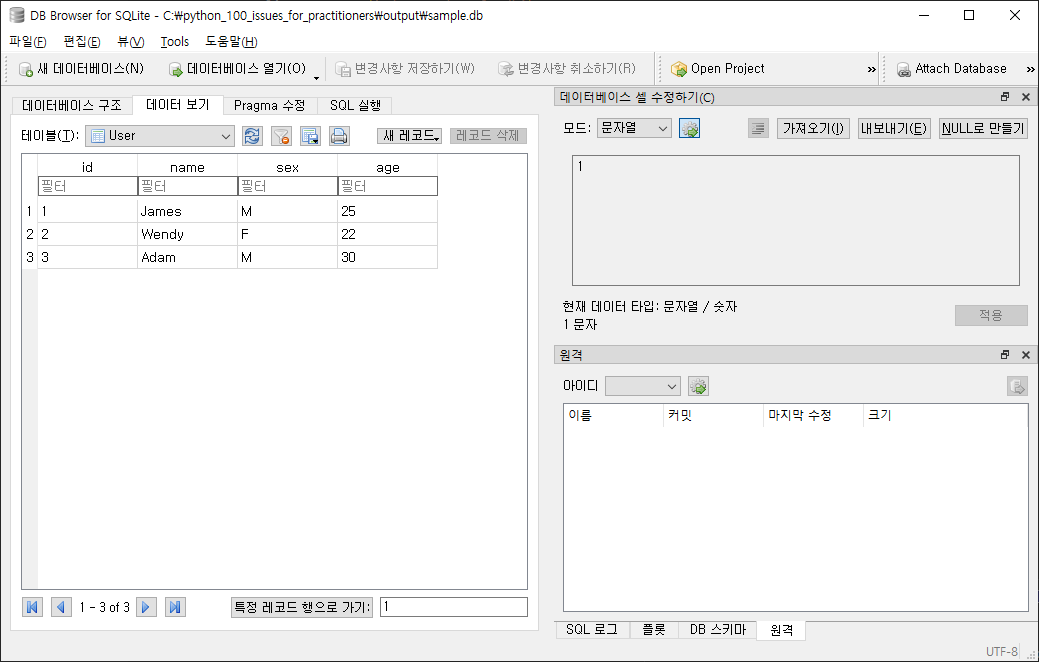 DB Browser for SQLite - C:₩python_100_issues_for_practitioners₩output₩sample.db
파일(F) 편집(E) 뷰(V) Tools 도움말(H)
새 데이터베이스(N) 데이터베이스 열기(O) 변경사항 저장하기(W) 변경사항 취소하기(R) Open Project » Attach Database »
데이터베이스 구조 데이터 보기 Pragma 수정 SQL 실행
테이블(T): User 새 레코드 레코드 삭제
id name sex age
필터 필터 필터 필터
1 1 James M 25
2 2 Wendy F 22
3 3 Adam M 30
1 - 3 of 3 특정 레코드 행으로 가기: 1
데이터베이스 셀 수정하기(C)
모드: 문자열 가져오기(I) 내보내기(E) NULL로 만들기
1
현재 데이터 타입: 문자열 / 숫자
1 문자
적용
원격
아이디
이름 커밋 마지막 수정 크기
SQL 로그 플롯 DB 스키마 원격
UTF-8